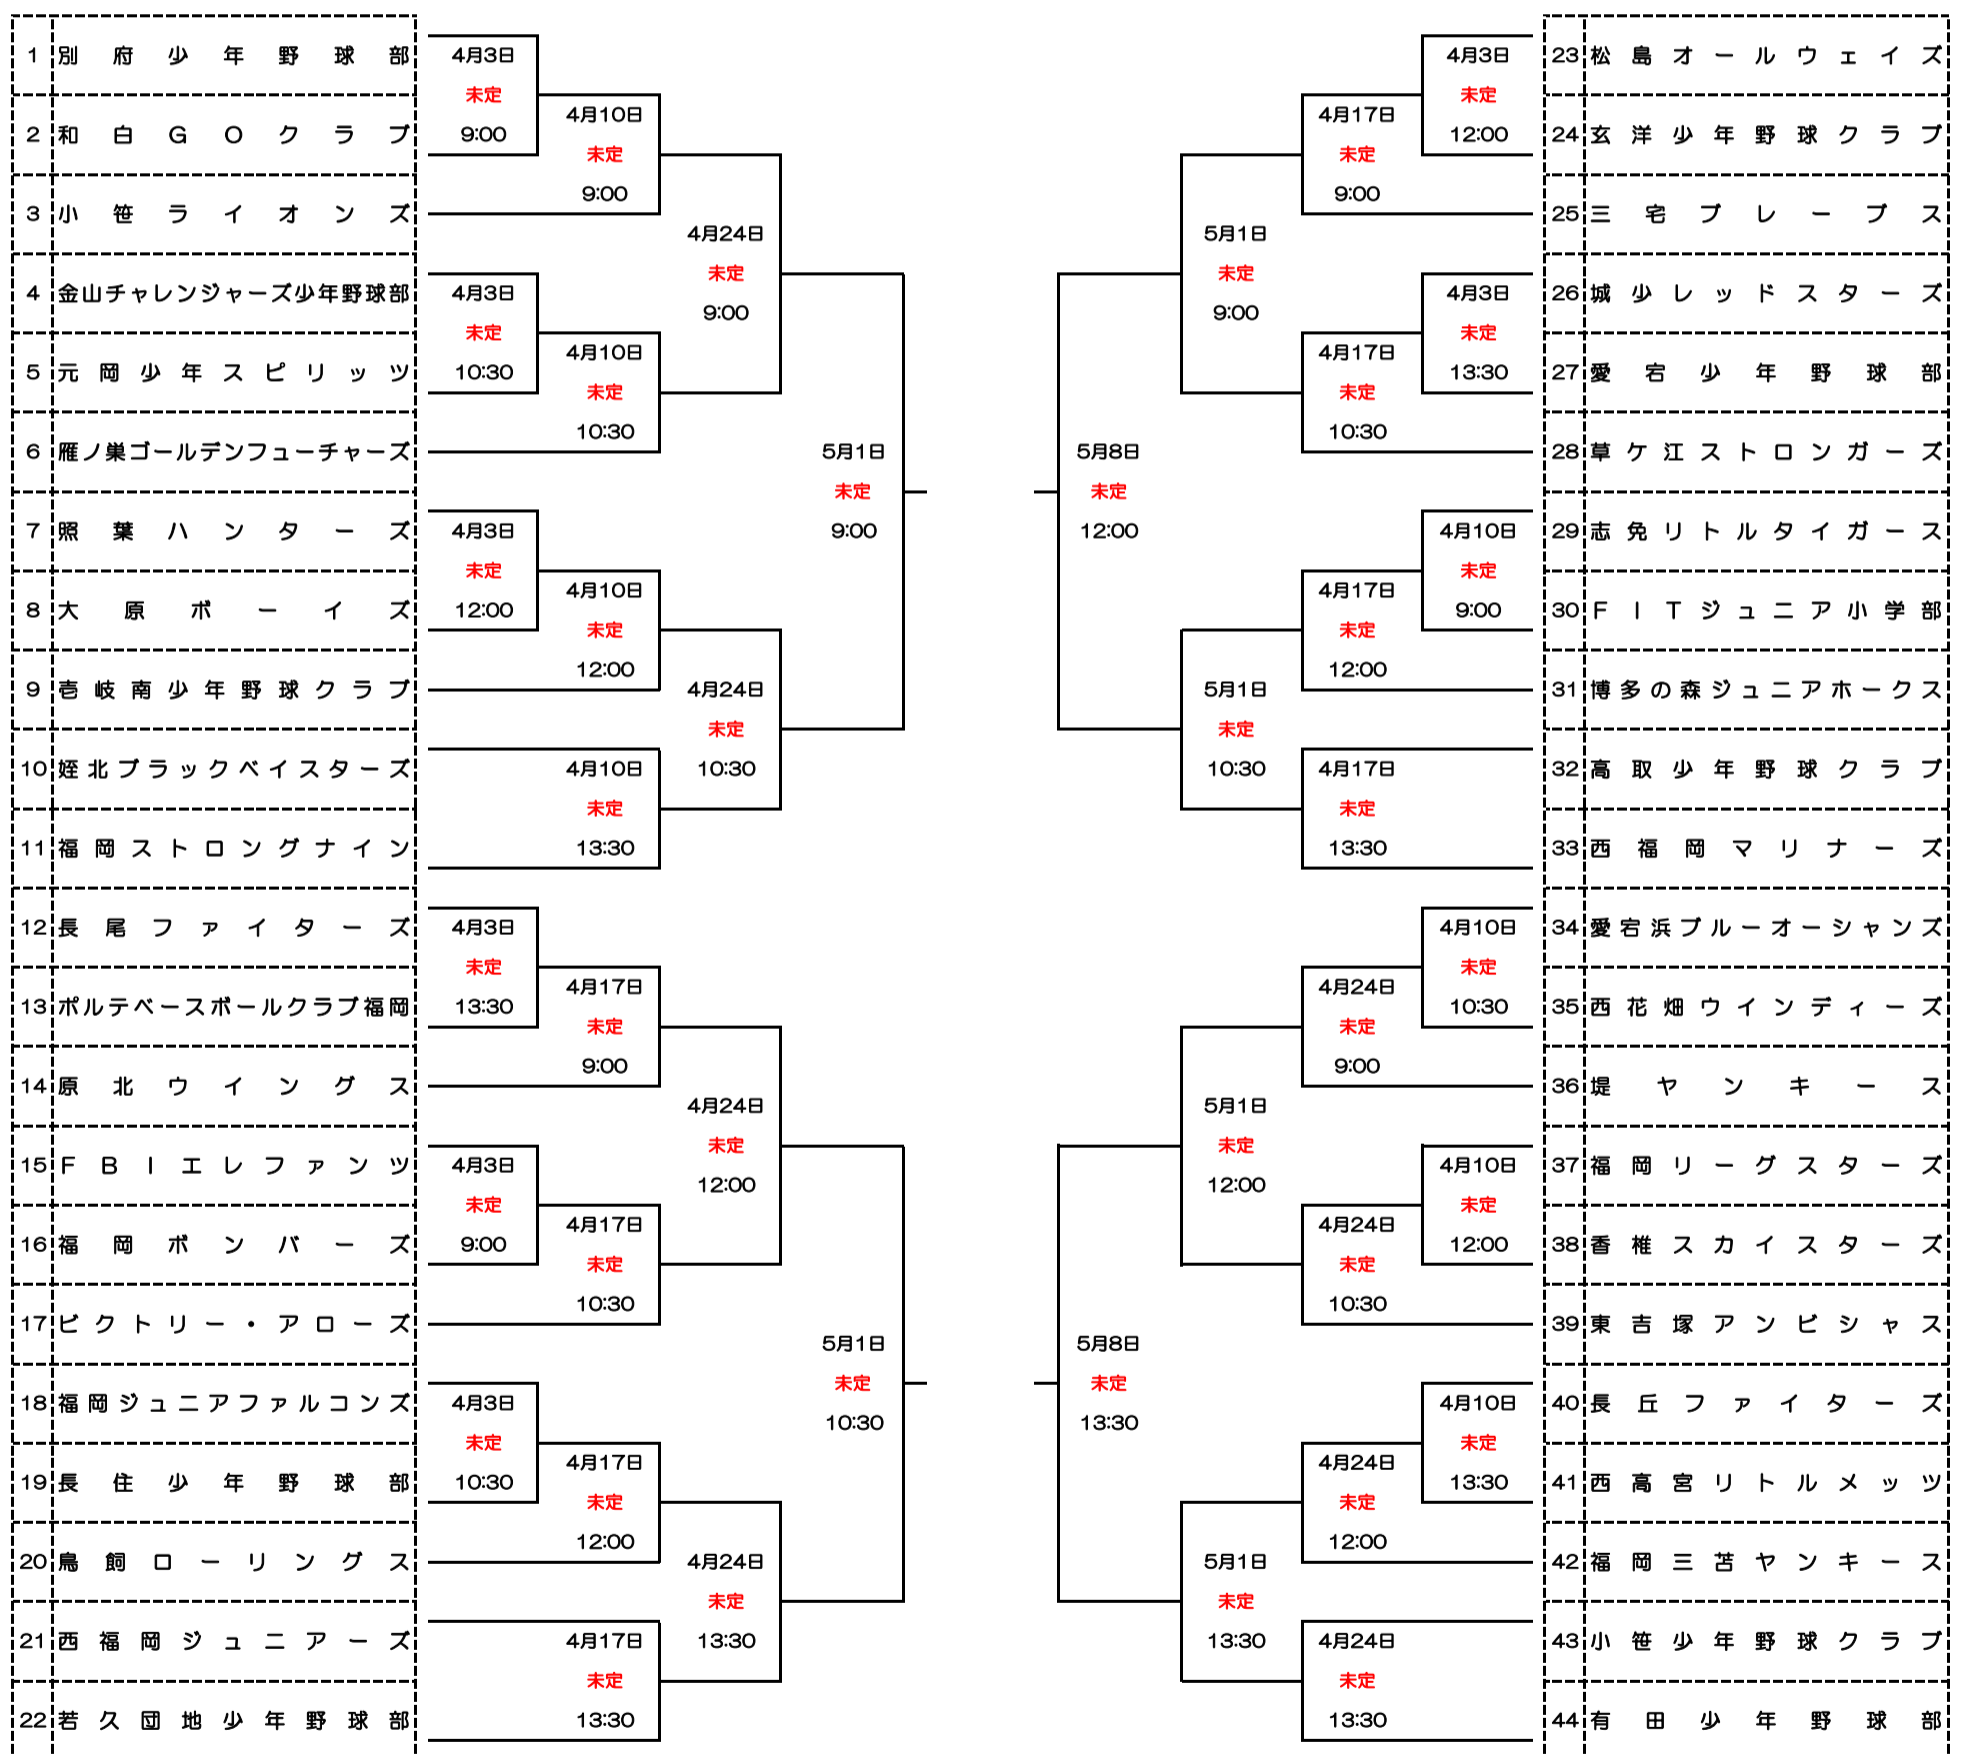 1 別府少年野球部
2 和白GOクラブ
3 小笹ライオンズ
4 金山チャレンジャーズ少年野球部
5 元岡少年スピリッツ
6 雁ノ巣ゴールデンフューチャーズ
7 照葉ハンターズ
8 大原ボーイズ
9 壱岐南少年野球クラブ
10 姪北ブラックベイスターズ
11 福岡ストロングナイン
12 長尾ファイターズ
13 ポルテベースボールクラブ福岡
14 原北ウイングス
15 FBIエレファンツ
16 福岡ボンバーズ
17 ビクトリー・アローズ
18 福岡ジュニアファルコンズ
19 長住少年野球部
20 鳥飼ローリングス
21 西福岡ジュニアーズ
22 若久団地少年野球部
4月3日
未定
9:00
4月3日
未定
10:30
4月3日
未定
12:00
4月3日
未定
13:30
4月3日
未定
9:00
4月3日
未定
10:30
4月10日
未定
9:00
4月10日
未定
10:30
4月10日
未定
12:00
4月10日
未定
13:30
4月17日
未定
9:00
4月17日
未定
10:30
4月17日
未定
12:00
4月17日
未定
13:30
4月24日
未定
9:00
4月24日
未定
10:30
4月24日
未定
12:00
4月24日
未定
13:30
5月1日
未定
9:00
5月1日
未定
10:30
5月8日
未定
12:00
5月8日
未定
13:30
5月1日
未定
9:00
5月1日
未定
10:30
5月1日
未定
12:00
5月1日
未定
13:30
4月17日
未定
9:00
4月17日
未定
10:30
4月17日
未定
12:00
4月17日
未定
13:30
4月24日
未定
9:00
4月24日
未定
10:30
4月24日
未定
12:00
4月24日
未定
13:30
4月3日
未定
12:00
4月3日
未定
13:30
4月10日
未定
9:00
4月10日
未定
10:30
4月10日
未定
12:00
4月10日
未定
13:30
23 松島オールウェイズ
24 玄洋少年野球クラブ
25 三宅ブレーブス
26 城少レッドスターズ
27 愛宕少年野球部
28 草ケ江ストロンガーズ
29 志免リトルタイガース
30 FITジュニア小学部
31 博多の森ジュニアホークス
32 高取少年野球クラブ
33 西福岡マリナーズ
34 愛宕浜ブルーオーシャンズ
35 西花畑ウインディーズ
36 堤ヤンキース
37 福岡リーグスターズ
38 香椎スカイスターズ
39 東吉塚アンビシャス
40 長丘ファイターズ
41 西高宮リトルメッツ
42 福岡三苫ヤンキース
43 小笹少年野球クラブ
44 有田少年野球部